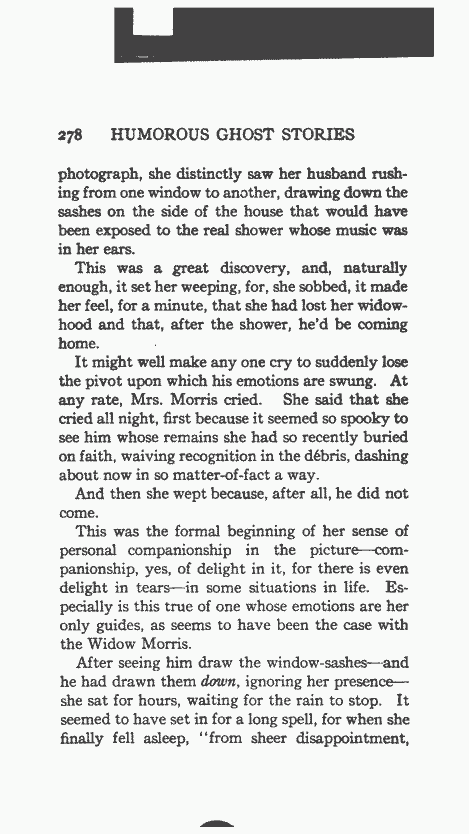 278 HUMOROUS GHOST STORIES
photograph, she distinctly saw her husband rush-
ing from one window to another, drawing down the
sashes on the side of the house that would have
been exposed to the real shower whose music was
in her ears.
This was a great discovery, and, naturally
enough, it set her weeping, for, she sobbed, it made
her feel, for a minute, that she had lost her widow-
hood and that, after the shower, he'd be coming
home.
It might well make any one cry to suddenly lose
the pivot upon which his emotions are swung. At
any rate, Mrs. Morris cried. She said that she
cried all night, first because it seemed so spooky to
see him whose remains she had so recently buried
on faith, waiving recognition in the débris, dashing
about now in so matter-of-fact a way.
And then she wept because, after all, he did not
come.
This was the formal beginning of her sense of
personal companionship in the picture—com-
panionship, yes, of delight in it, for there is even
delight in tears—in some situations in life. Es-
pecially is this true of one whose emotions are her
only guides, as seems to have been the case with
the Widow Morris.
After seeing him draw the window-sashes—and
he had drawn them down, ignoring her presence—
she sat for hours, waiting for the rain to stop. It
seemed to have set in for a long spell, for when she
finally fell asleep, "from sheer disappointment,